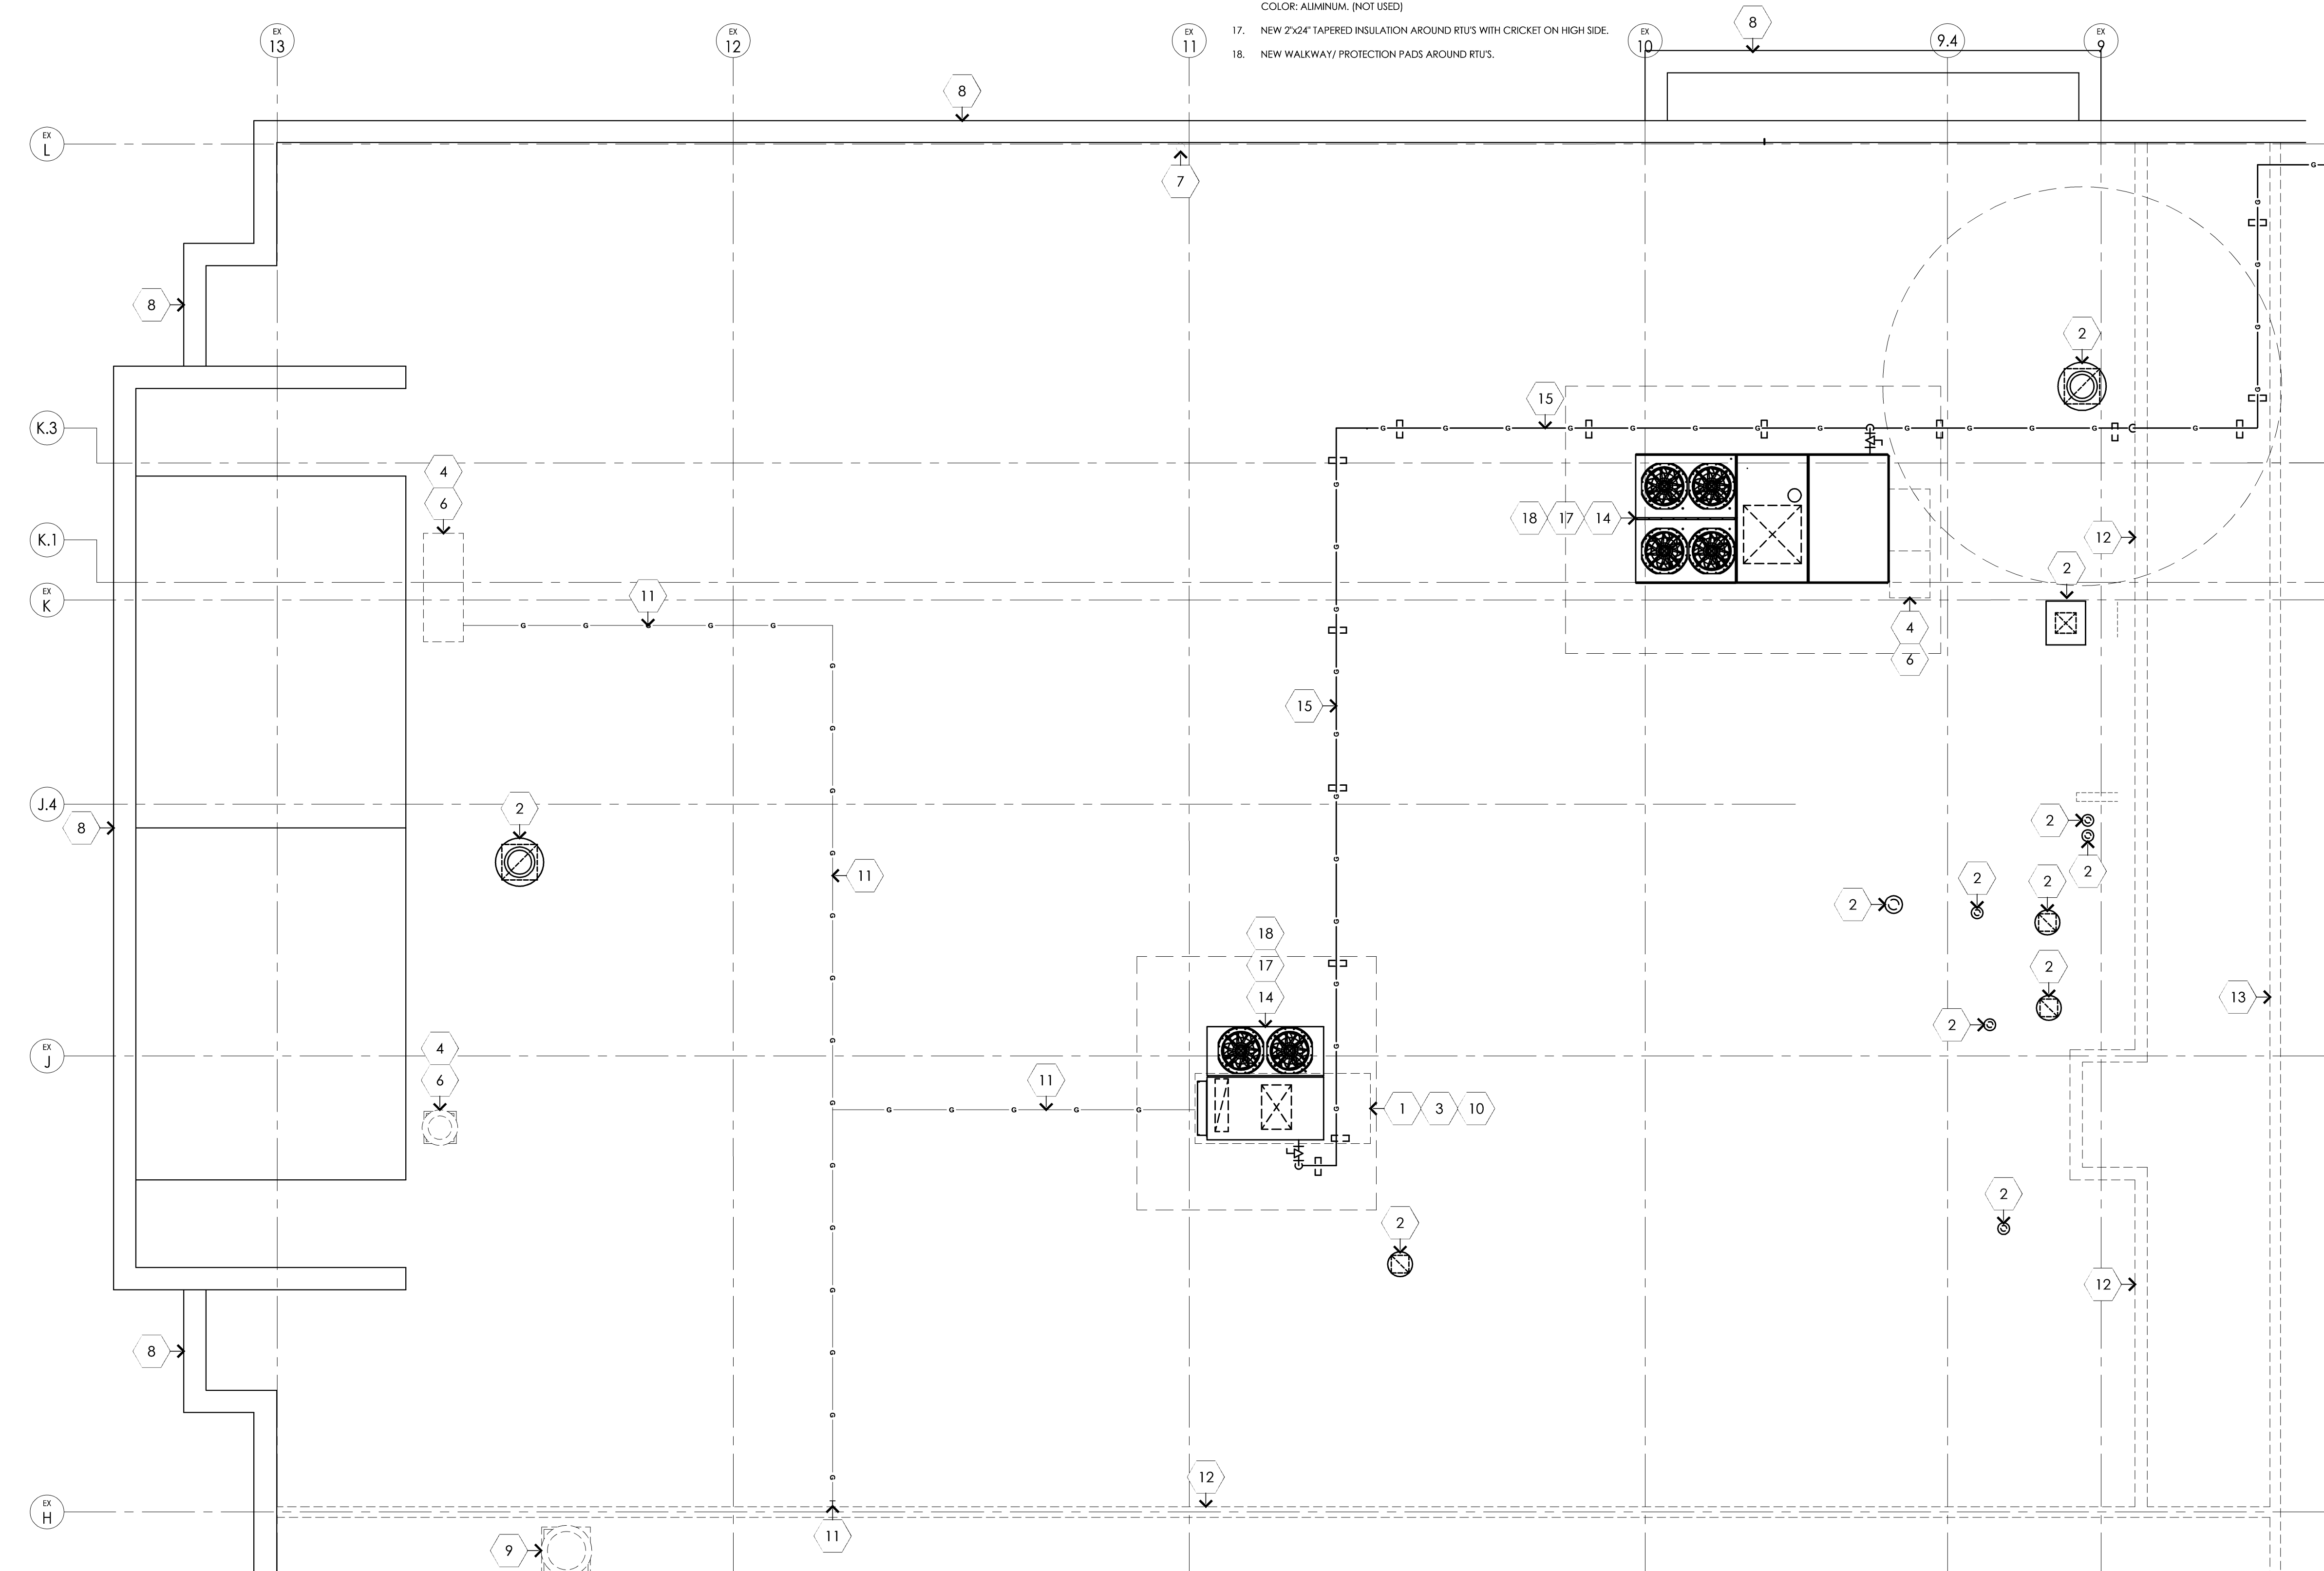 COLOR: ALIMINUM. (NOT USED)
17. NEW 2"x24" TAPERED INSULATION AROUND RTU'S WITH CRICKET ON HIGH SIDE.
18. NEW WALKWAY/ PROTECTION PADS AROUND RTU'S.
EX 13
EX 12
EX 11
EX 10
9.4
EX 9
8
8
EX L
7
G
G
8
G
2
G
15
G
K.3
G G G G G G G G G G G G G G
4
6
G
18 17 14
K.1
G
12
2
EX K
11
G
4
6
G G G G G
G
G
15
G
G
J.4
G
G
2
8
2
2
G
G
11
2
2
2
2
G
G
18
17
14
2
G
G
13
2
EX J
G
G
4
6
11
1 3 10
G
G G G G G
G
G
2
2
G
12
G
8
G
G
12
G
EX H
11
9